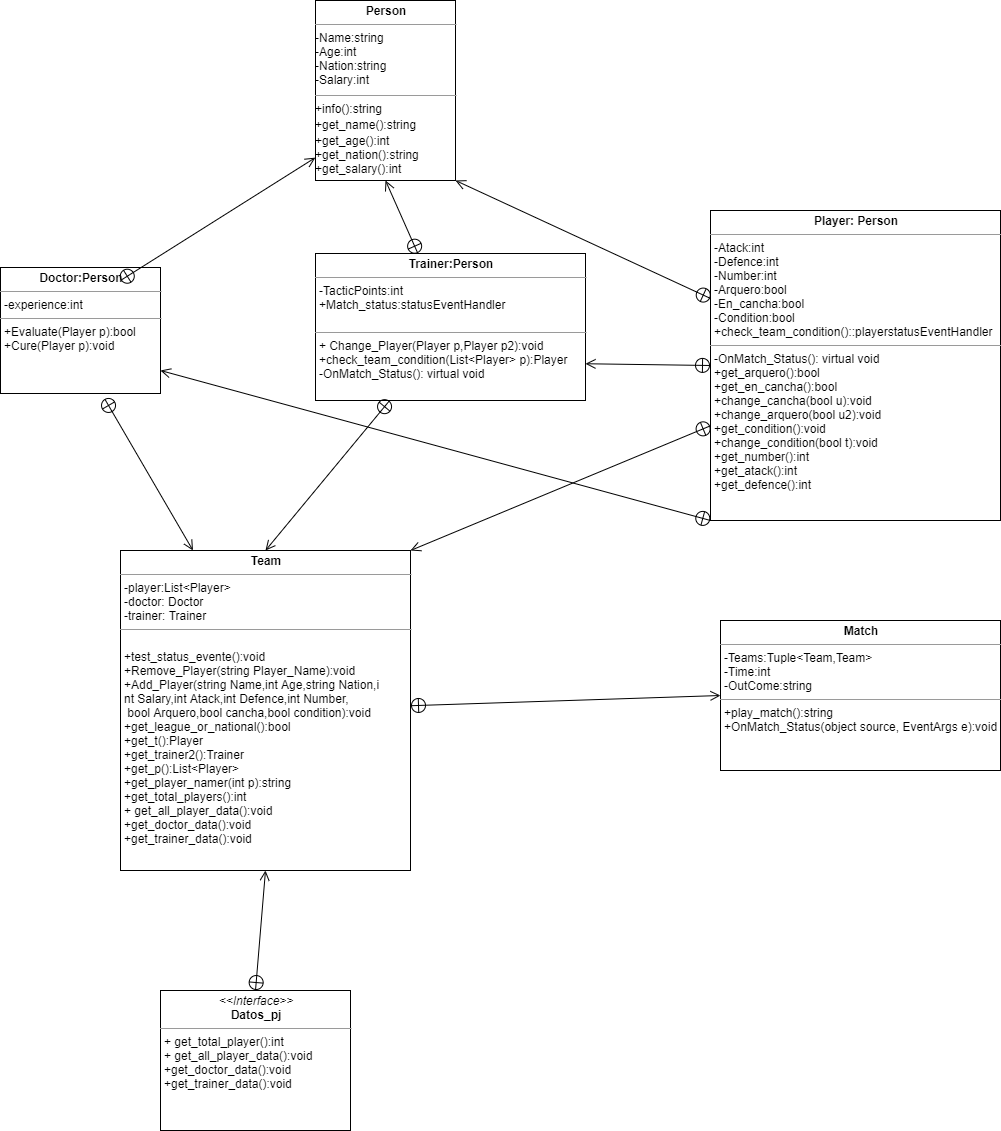 Person
-Name:string
-Age:int
-Nation:string
-Salary:int
+info():string
+get_name():string
+get_age():int
+get_nation():string
+get_salary():int
Doctor:Person
-experience:int
+Evaluate(Player p):bool
+Cure(Player p):void
Trainer:Person
-TacticPoints:int
+Match_status:statusEventHandler
+ Change_Player(Player p,Player p2):void
+check_team_condition(List<Player> p):Player
-OnMatch_Status(): virtual void
Player: Person
-Atack:int
-Defence:int
-Number:int
-Arquero:bool
-En_cancha:bool
-Condition:bool
+check_team_condition()::playerstatusEventHandler
-OnMatch_Status(): virtual void
+get_arquero():bool
+get_en_cancha():bool
+change_cancha(bool u):void
+change_arquero(bool u2):void
+get_condition():void
+change_condition(bool t):void
+get_number():int
+get_atack():int
+get_defence():int
Team
-player:List<Player>
-doctor: Doctor
-trainer: Trainer
+test_status_evente():void
+Remove_Player(string Player_Name):void
+Add_Player(string Name,int Age,string Nation,i
nt Salary,int Atack,int Defence,int Number,
bool Arquero,bool cancha,bool condition):void
+get_league_or_national():bool
+get_t():Player
+get_trainer2():Trainer
+get_p():List<Player>
+get_player_namer(int p):string
+get_total_players():int
+ get_all_player_data():void
+get_doctor_data():void
+get_trainer_data():void
Match
-Teams:Tuple<Team,Team>
-Time:int
-OutCome:string
+play_match():string
+OnMatch_Status(object source, EventArgs e):void
<<Interface>>
Datos_pj
+ get_total_player():int
+ get_all_player_data():void
+get_doctor_data():void
+get_trainer_data():void